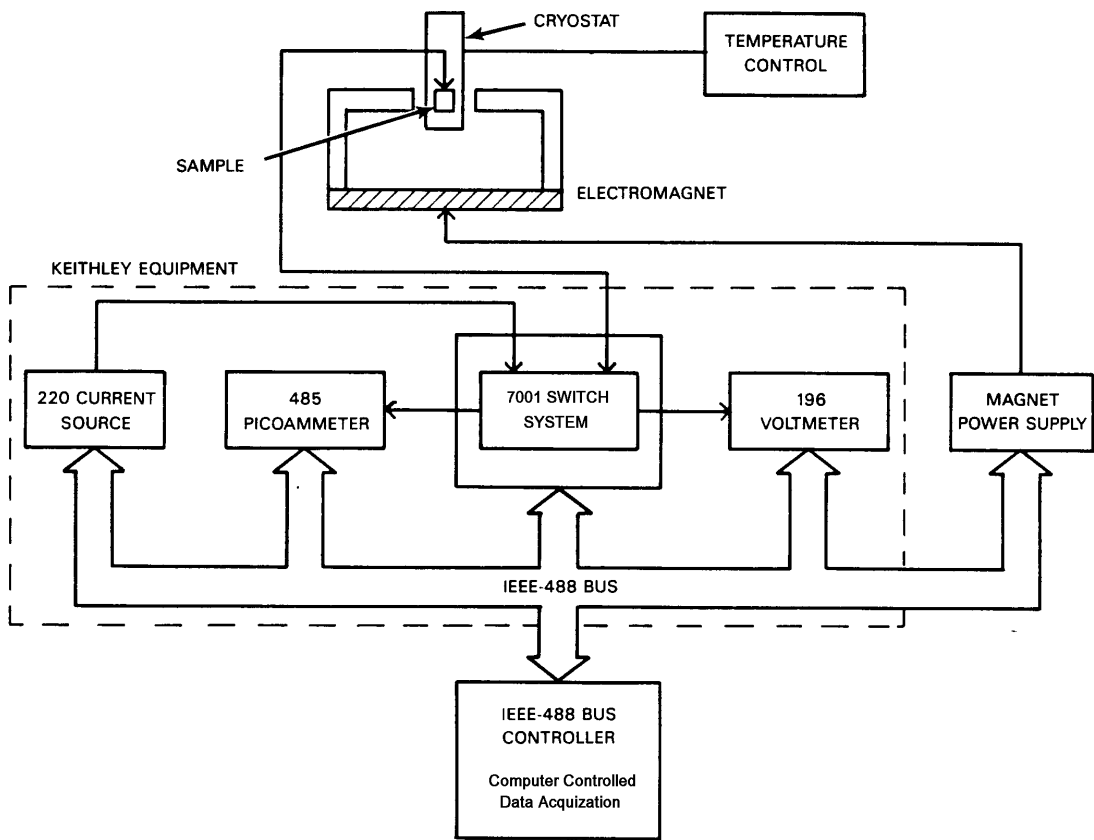 CRYOSTAT
TEMPERATURE
CONTROL
SAMPLE
ELECTROMAGNET
KEITHLEY EQUIPMENT
220 CURRENT
SOURCE
485
PICOAMMETER
7001 SWITCH
SYSTEM
196
VOLTMETER
MAGNET
POWER SUPPLY
IEEE-488 BUS
IEEE-488 BUS
CONTROLLER
Computer Controlled
Data Acquization